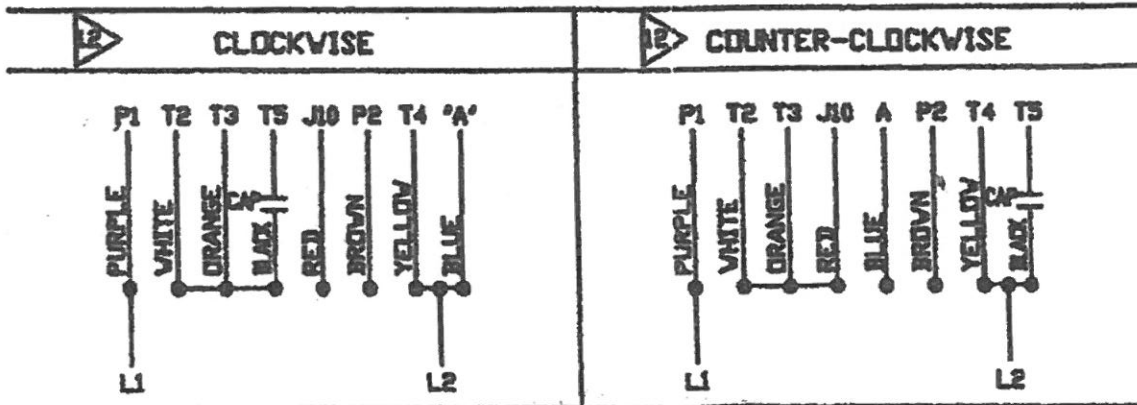 12 CLOCKWISE
P1 T2 T3 T5 J10 P2 T4 "A"
PURPLE WHITE ORANGE CAP BLACK RED BROWN YELLOW BLUE
L1 L2
12 COUNTER-CLOCKWISE
P1 T2 T3 J10 A P2 T4 T5
PURPLE WHITE ORANGE RED BLUE BROWN YELLOW CAP BLACK
L1 L2